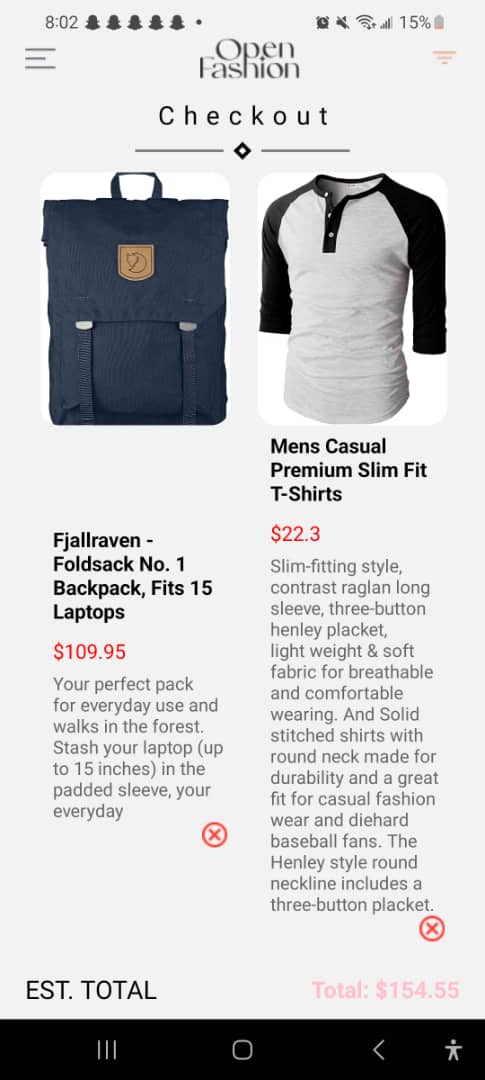 8:02
15%
Open
Fashion
Checkout
Mens Casual
Premium Slim Fit
T-Shirts
$22.3
Slim-fitting style,
contrast raglan long
sleeve, three-button
henley placket,
light weight & soft
fabric for breathable
and comfortable
wearing. And Solid
stitched shirts with
round neck made for
durability and a great
fit for casual fashion
wear and diehard
baseball fans. The
Henley style round
neckline includes a
three-button placket.
Fjallraven -
Foldsack No. 1
Backpack, Fits 15
Laptops
$109.95
Your perfect pack
for everyday use and
walks in the forest.
Stash your laptop (up
to 15 inches) in the
padded sleeve, your
everyday
EST. TOTAL
Total: $154.55